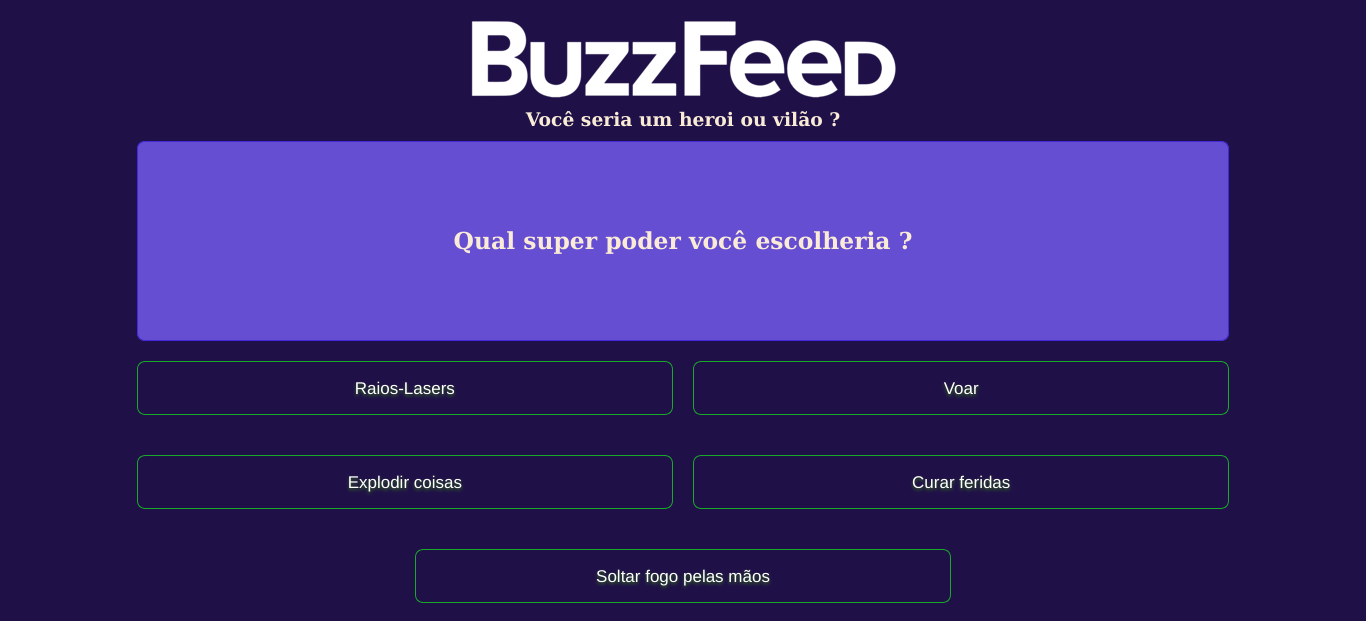 BuzzFeed
Você seria um heroi ou vilão ?
Qual super poder você escolheria ?
Raios-Lasers
Voar
Explodir coisas
Curar feridas
Soltar fogo pelas mãos